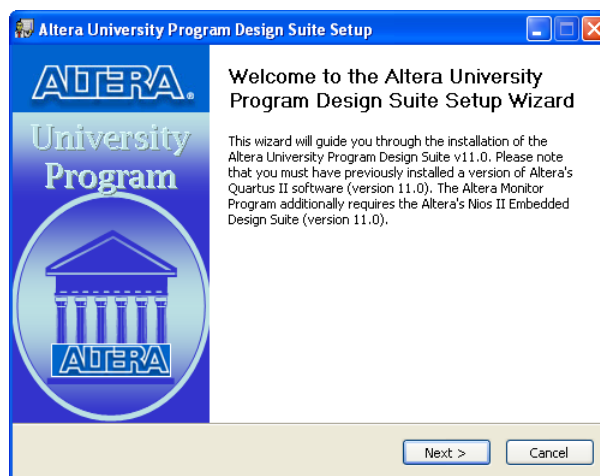 Altera University Program Design Suite Setup
ALTERA.
University
Program
ALTERA
Welcome to the Altera University
Program Design Suite Setup Wizard
This wizard will guide you through the installation of the
Altera University Program Design Suite v11.0. Please note
that you must have previously installed a version of Altera's
Quartus II software (version 11.0). The Altera Monitor
Program additionally requires the Altera's Nios II Embedded
Design Suite (version 11.0).
Next >
Cancel